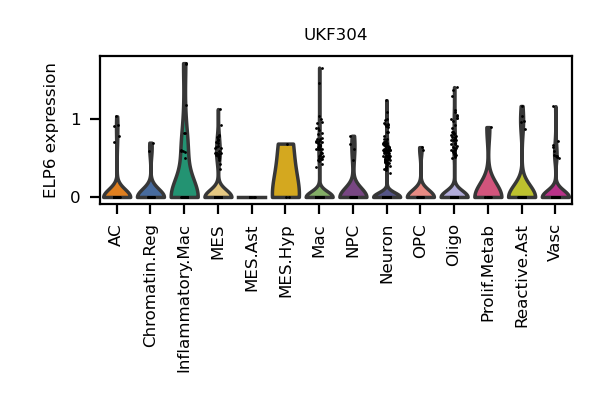 UKF304
ELP6 expression
1
0
AC
Chromatin.Reg
Inflammatory.Mac
MES
MES.Ast
MES.Hyp
Mac
NPC
Neuron
OPC
Oligo
Prolif.Metab
Reactive.Ast
Vasc